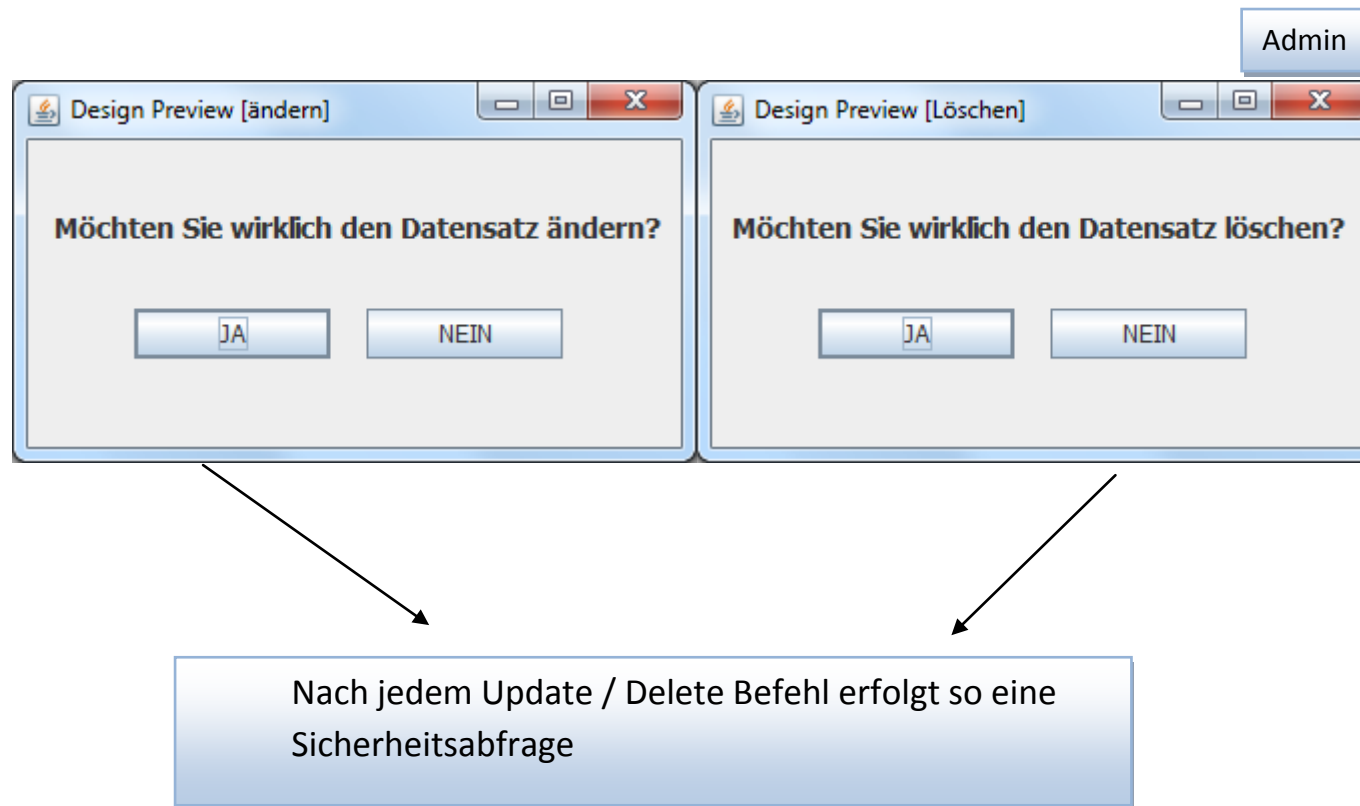 Admin
Design Preview [ändern]
Möchten Sie wirklich den Datensatz ändern?
JA
NEIN
Design Preview [Löschen]
Möchten Sie wirklich den Datensatz löschen?
JA
NEIN
Nach jedem Update / Delete Befehl erfolgt so eine
Sicherheitsabfrage